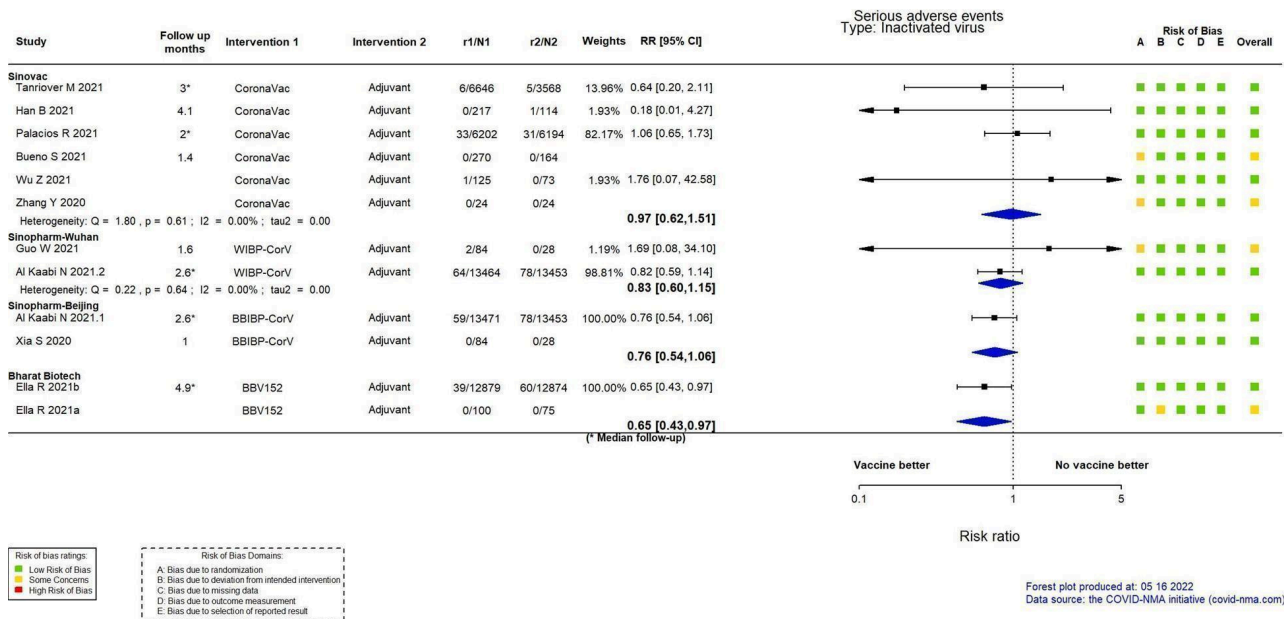 Serious adverse events
Type: Inactivated virus
Study Follow up months Intervention 1 Intervention 2 r1/N1 r2/N2 Weights RR [95% CI] Risk of Bias
A B C D E Overall
Sinovac
Tanriover M 2021 3* CoronaVac Adjuvant 6/6646 5/3568 13.96% 0.64 [0.20, 2.11]
Han B 2021 4.1 CoronaVac Adjuvant 0/217 1/114 1.93% 0.18 [0.01, 4.27]
Palacios R 2021 2* CoronaVac Adjuvant 33/6202 31/6194 82.17% 1.06 [0.65, 1.73]
Bueno S 2021 1.4 CoronaVac Adjuvant 0/270 0/164
Wu Z 2021 CoronaVac Adjuvant 1/125 0/73 1.93% 1.76 [0.07, 42.58]
Zhang Y 2020 CoronaVac Adjuvant 0/24 0/24
Heterogeneity: Q = 1.80 , p = 0.61 ; I2 = 0.00% ; tau2 = 0.00 0.97 [0.62,1.51]
Sinopharm-Wuhan
Guo W 2021 1.6 WIBP-CorV Adjuvant 2/84 0/28 1.19% 1.69 [0.08, 34.10]
Al Kaabi N 2021.2 2.6* WIBP-CorV Adjuvant 64/13464 78/13453 98.81% 0.82 [0.59, 1.14]
Heterogeneity: Q = 0.22 , p = 0.64 ; I2 = 0.00% ; tau2 = 0.00 0.83 [0.60,1.15]
Sinopharm-Beijing
Al Kaabi N 2021.1 2.6* BBIBP-CorV Adjuvant 59/13471 78/13453 100.00% 0.76 [0.54, 1.06]
Xia S 2020 1 BBIBP-CorV Adjuvant 0/84 0/28
0.76 [0.54,1.06]
Bharat Biotech
Ella R 2021b 4.9* BBV152 Adjuvant 39/12879 60/12874 100.00% 0.65 [0.43, 0.97]
Ella R 2021a BBV152 Adjuvant 0/100 0/75
0.65 [0.43,0.97]
(* Median follow-up)
Vaccine better No vaccine better
0.1 1 5
Risk ratio
Risk of bias ratings:
Low Risk of Bias
Some Concerns
High Risk of Bias
Risk of Bias Domains:
A: Bias due to randomization
B: Bias due to deviation from intended intervention
C: Bias due to missing data
D: Bias due to outcome measurement
E: Bias due to selection of reported result
Forest plot produced at: 05 16 2022
Data source: the COVID-NMA initiative (covid-nma.com)